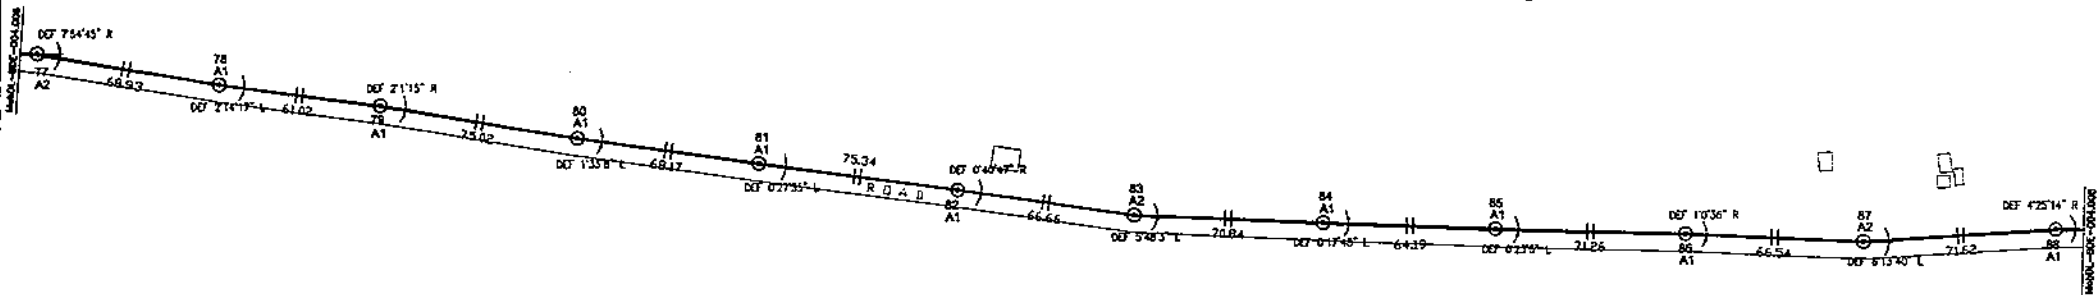 DEF 7°54'45" R
77
A2
68.93
78
A1
DEF 2°14'17" L
61.02
DEF 2°1'15" R
79
A1
75.02
80
A1
DEF 1°35'8" L
68.17
81
A1
DEF 0°27'35" L
75.34
ROAD
DEF 0°40'47" R
82
A1
66.66
83
A2
DEF 5°48'3" L
70.84
84
A1
DEF 0°17'45" L
64.19
85
A1
71.26
DEF 1°0'36" R
86
A1
66.54
87
A2
DEF 6°13'40" L
71.62
DEF 4°25'14" R
88
A1